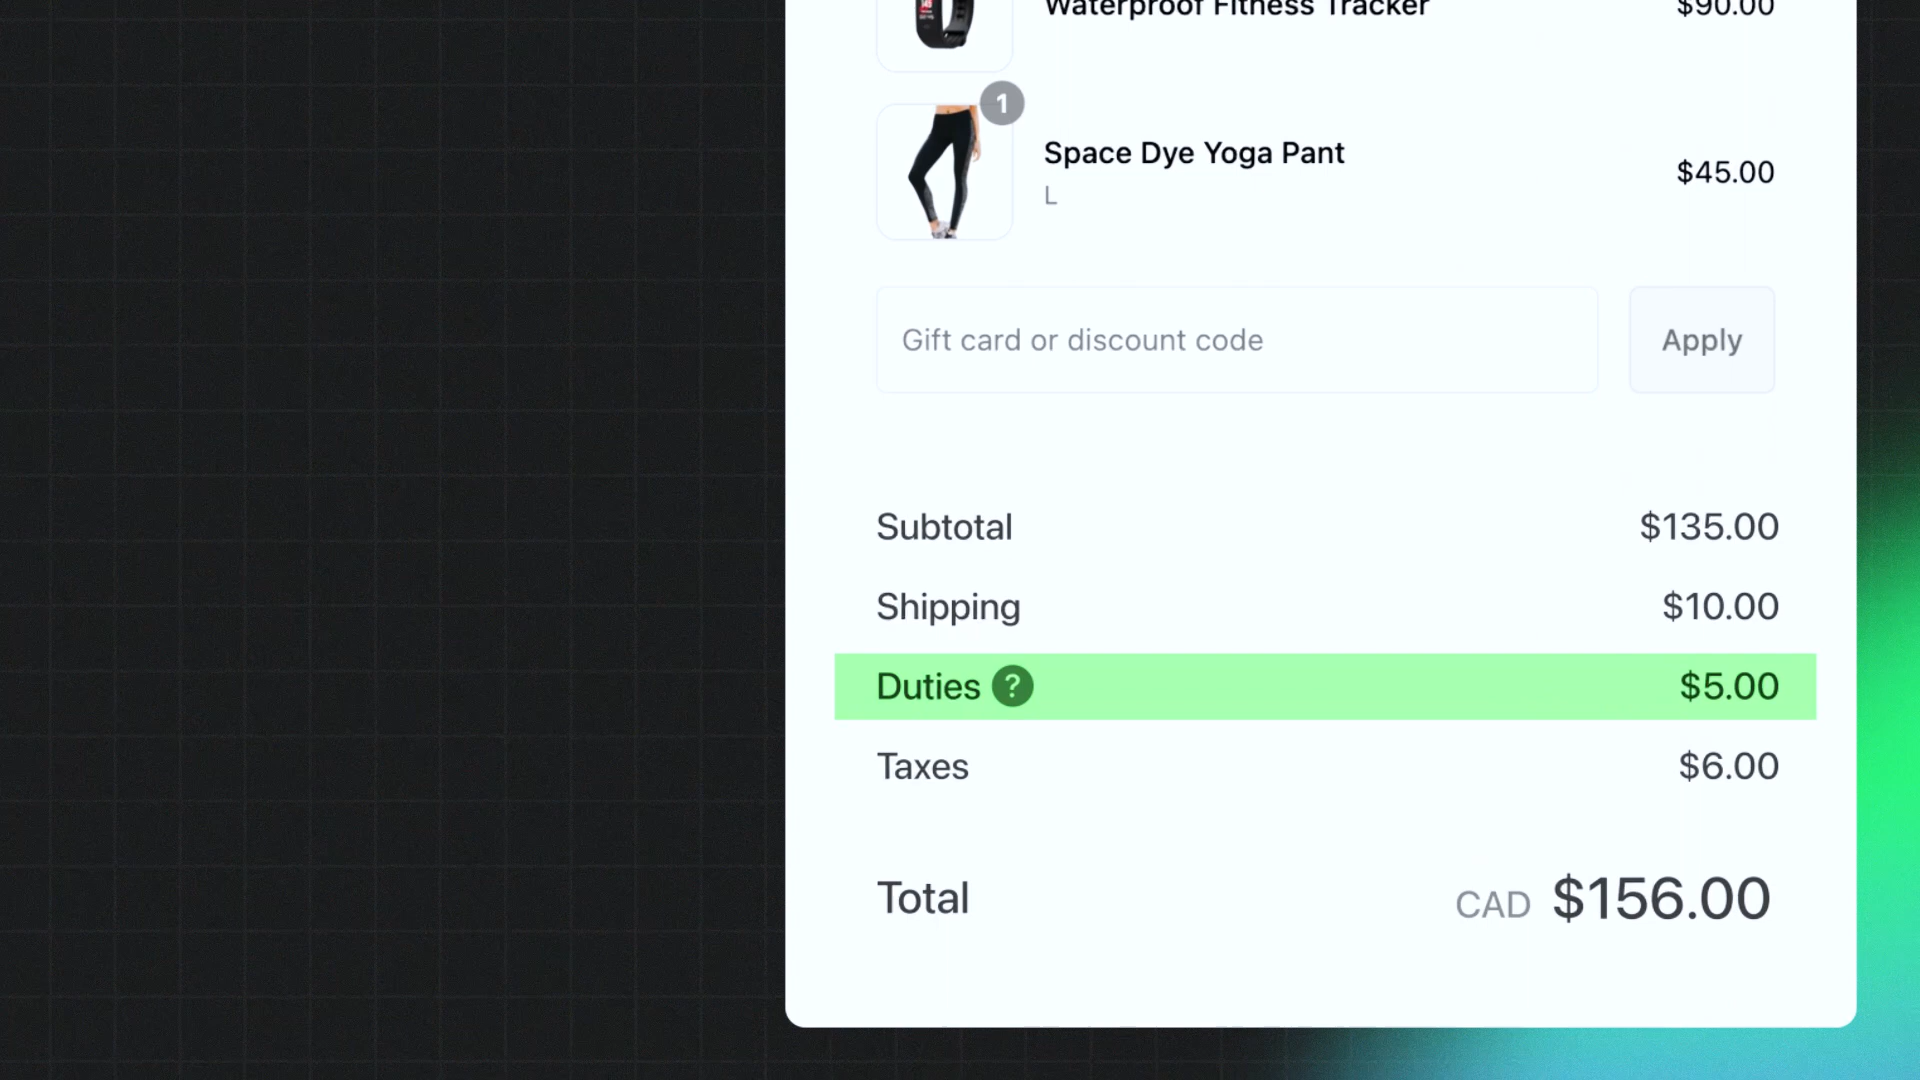 Waterproof Fitness Tracker $90.00
1
Space Dye Yoga Pant
L
$45.00
Gift card or discount code Apply
Subtotal $135.00
Shipping $10.00
Duties ? $5.00
Taxes $6.00
Total CAD $156.00